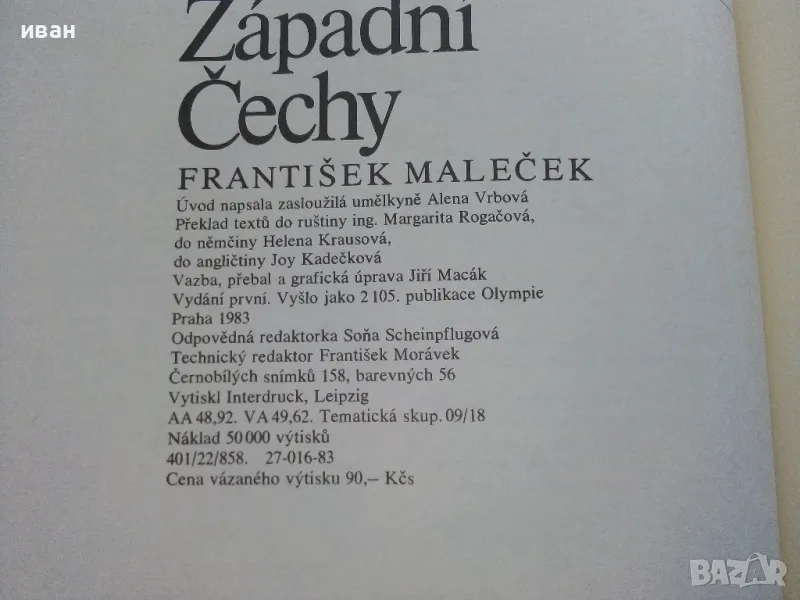 иван
Západní
Čechy
FRANTIŠEK MALEČEK
Úvod napsala zasloužilá umělkyně Alena Vrbová
Překlad textů do ruštiny ing. Margarita Rogačová,
do němčiny Helena Krausová,
do angličtiny Joy Kadečková
Vazba, přebal a grafická úprava Jiří Macák
Vydání první. Vyšlo jako 2 105. publikace Olympie
Praha 1983
Odpovědná redaktorka Soňa Scheinpflugová
Technický redaktor František Morávek
Černobílých snímků 158, barevných 56
Vytiskl Interdruck, Leipzig
AA 48,92. VA 49,62. Tematická skup. 09/18
Náklad 50 000 výtisků
401/22/858. 27-016-83
Cena vázaného výtisku 90,– Kčs
BAZAR